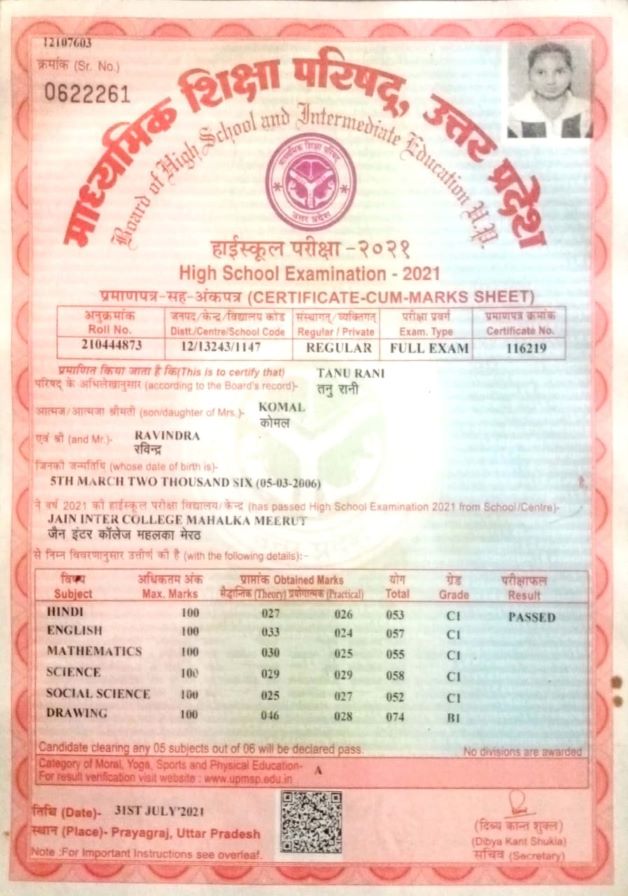 12107603
क्रमांक (Sr. No.)
0622261
माध्यमिक शिक्षा परिषद्, उत्तर प्रदेश
Board of High School and Intermediate Education U.P.
माध्यमिक शिक्षा परिषद्
उत्तर प्रदेश
हाईस्कूल परीक्षा -२०२१
High School Examination - 2021
प्रमाणपत्र-सह-अंकपत्र (CERTIFICATE-CUM-MARKS SHEET)
अनुक्रमांक जनपद/केन्द्र/विद्यालय कोड संस्थागत/व्यक्तिगत परीक्षा प्रवर्ग प्रमाणपत्र क्रमांक
Roll No. Distt./Centre/School Code Regular / Private Exam. Type Certificate No.
210444873 12/13243/1147 REGULAR FULL EXAM 116219
प्रमाणित किया जाता है कि(This is to certify that) TANU RANI
परिषद् के अभिलेखानुसार (according to the Board's record)- तनु रानी
आत्मज/आत्मजा श्रीमती (son/daughter of Mrs.)- KOMAL
कोमल
एवं श्री (and Mr.)- RAVINDRA
रविन्द्र
जिनकी जन्मतिथि (whose date of birth is)-
5TH MARCH TWO THOUSAND SIX (05-03-2006) है,
ने वर्ष 2021 की हाईस्कूल परीक्षा विद्यालय/केन्द्र (has passed High School Examination 2021 from School/Centre)-
JAIN INTER COLLEGE MAHALKA MEERUT
जैन इंटर कॉलेज महलका मेरठ
से निम्न विवरणानुसार उत्तीर्ण की है (with the following details):-
विषय अधिकतम अंक प्राप्तांक Obtained Marks योग ग्रेड परीक्षाफल
Subject Max. Marks सैद्धान्तिक (Theory) प्रयोगात्मक (Practical) Total Grade Result
HINDI 100 027 026 053 C1 PASSED
ENGLISH 100 033 024 057 C1
MATHEMATICS 100 030 025 055 C1
SCIENCE 100 029 029 058 C1
SOCIAL SCIENCE 100 025 027 052 C1
DRAWING 100 046 028 074 B1
Candidate clearing any 05 subjects out of 06 will be declared pass. No divisions are awarded
Category of Moral, Yoga, Sports and Physical Education- A
For result verification visit website : www.upmsp.edu.in
तिथि (Date)- 31ST JULY'2021
स्थान (Place)- Prayagraj, Uttar Pradesh
(दिब्य कान्त शुक्ल)
(Dibya Kant Shukla)
सचिव (Secretary)
Note :For Important Instructions see overleaf.